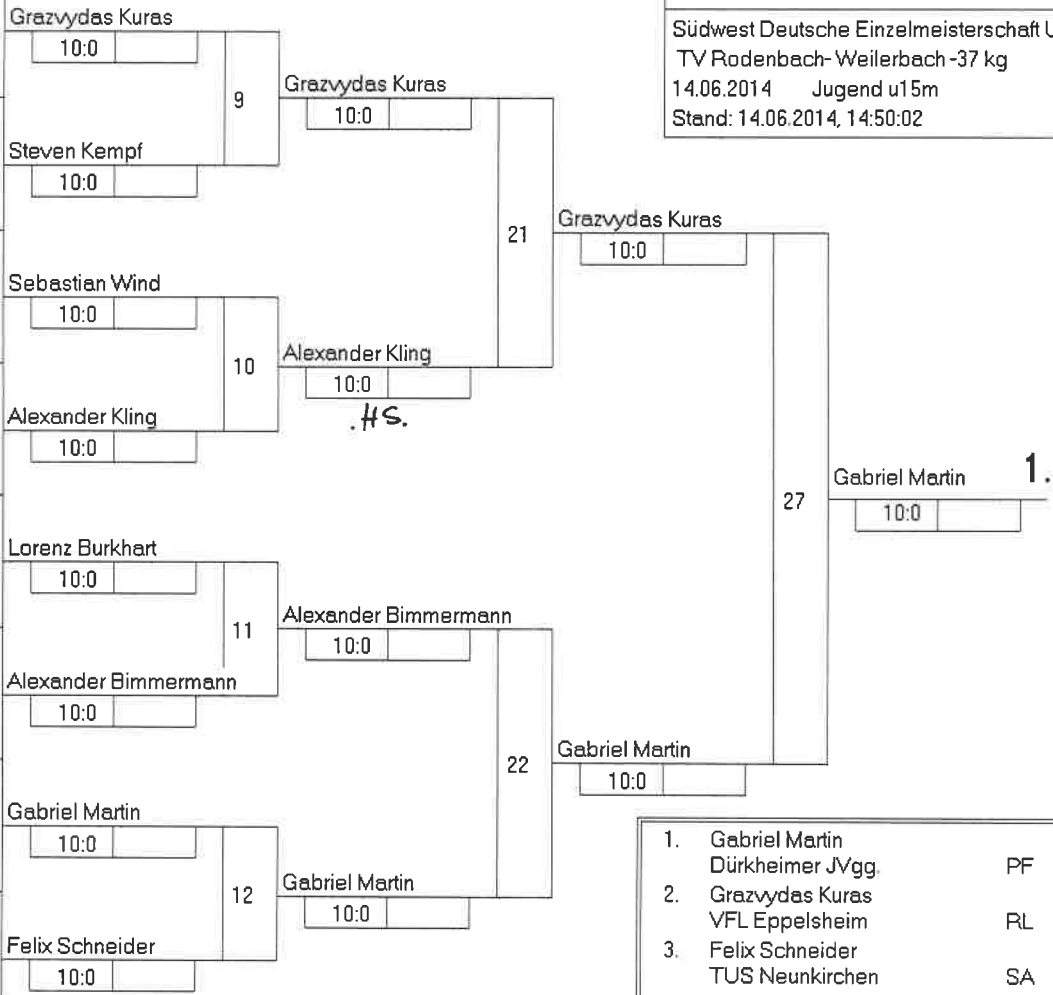 Südwest Deutsche Einzelmeisterschaft U
TV Rodenbach-Weilerbach -37 kg
14.06.2014 Jugend u15m
Stand: 14.06.2014, 14:50:02
Grazvydas Kuras
10:0
9
Steven Kempf
10:0
Sebastian Wind
10:0
10
Alexander Kling
10:0
Lorenz Burkhart
10:0
11
Alexander Bimmermann
10:0
Gabriel Martin
10:0
12
Felix Schneider
10:0
Grazvydas Kuras
10:0
21
Alexander Kling
10:0
.HS.
Alexander Bimmermann
10:0
22
Gabriel Martin
10:0
Grazvydas Kuras
10:0
27
Gabriel Martin
10:0
Gabriel Martin 1.
10:0
1. Gabriel Martin
Dürkheimer JVgg. PF
2. Grazvydas Kuras
VFL Eppelsheim RL
3. Felix Schneider
TUS Neunkirchen SA